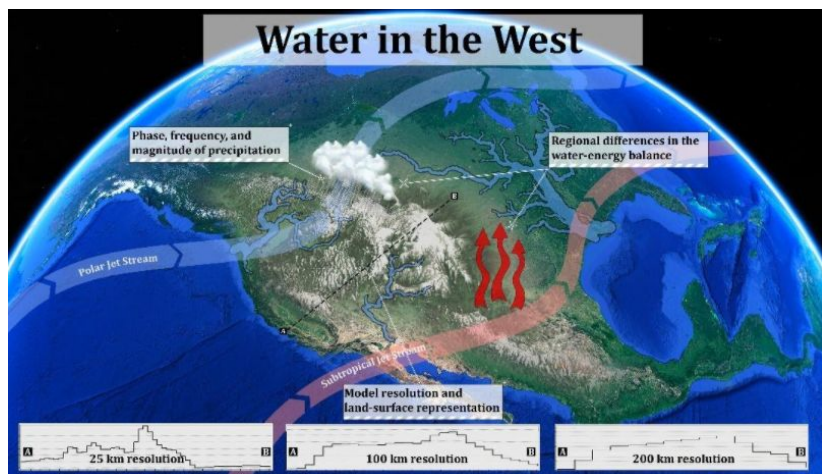 Water in the West
Phase, frequency, and
magnitude of precipitation
Regional differences in the
water-energy balance
B
Polar Jet Stream
A
Subtropical Jet Stream
Model resolution and
land-surface representation
A
25 km resolution
B
A
100 km resolution
B
A
200 km resolution
B